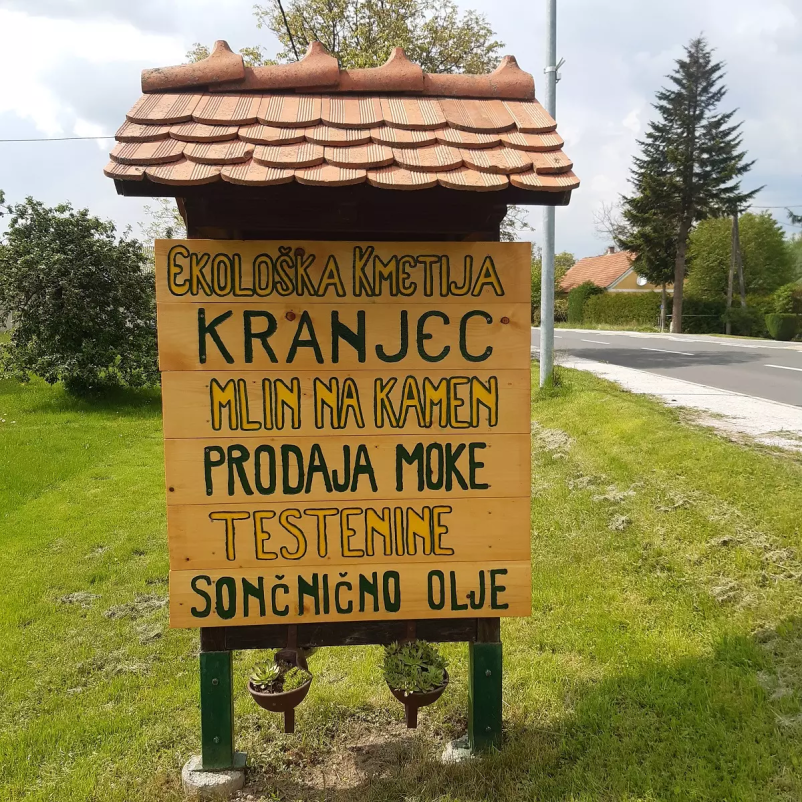 EKOLOŠKA KMETIJA
KRANJEC
MLIN NA KAMEN
PRODAJA MOKE
TESTENINE
SONČNIČNO OLJE